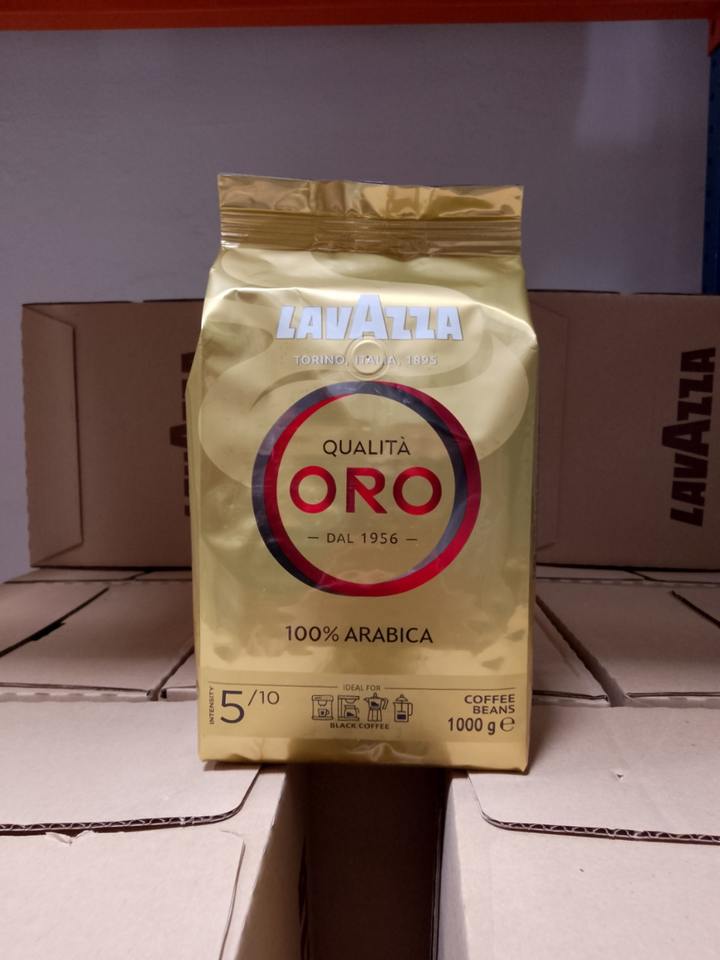 LAVAZZA
TORINO, ITALIA, 1895
QUALITÀ
ORO
— DAL 1956 —
100% ARABICA
INTENSITY
5/10
IDEAL FOR
BLACK COFFEE
COFFEE
BEANS
1000 g ℮
LAVAZZA